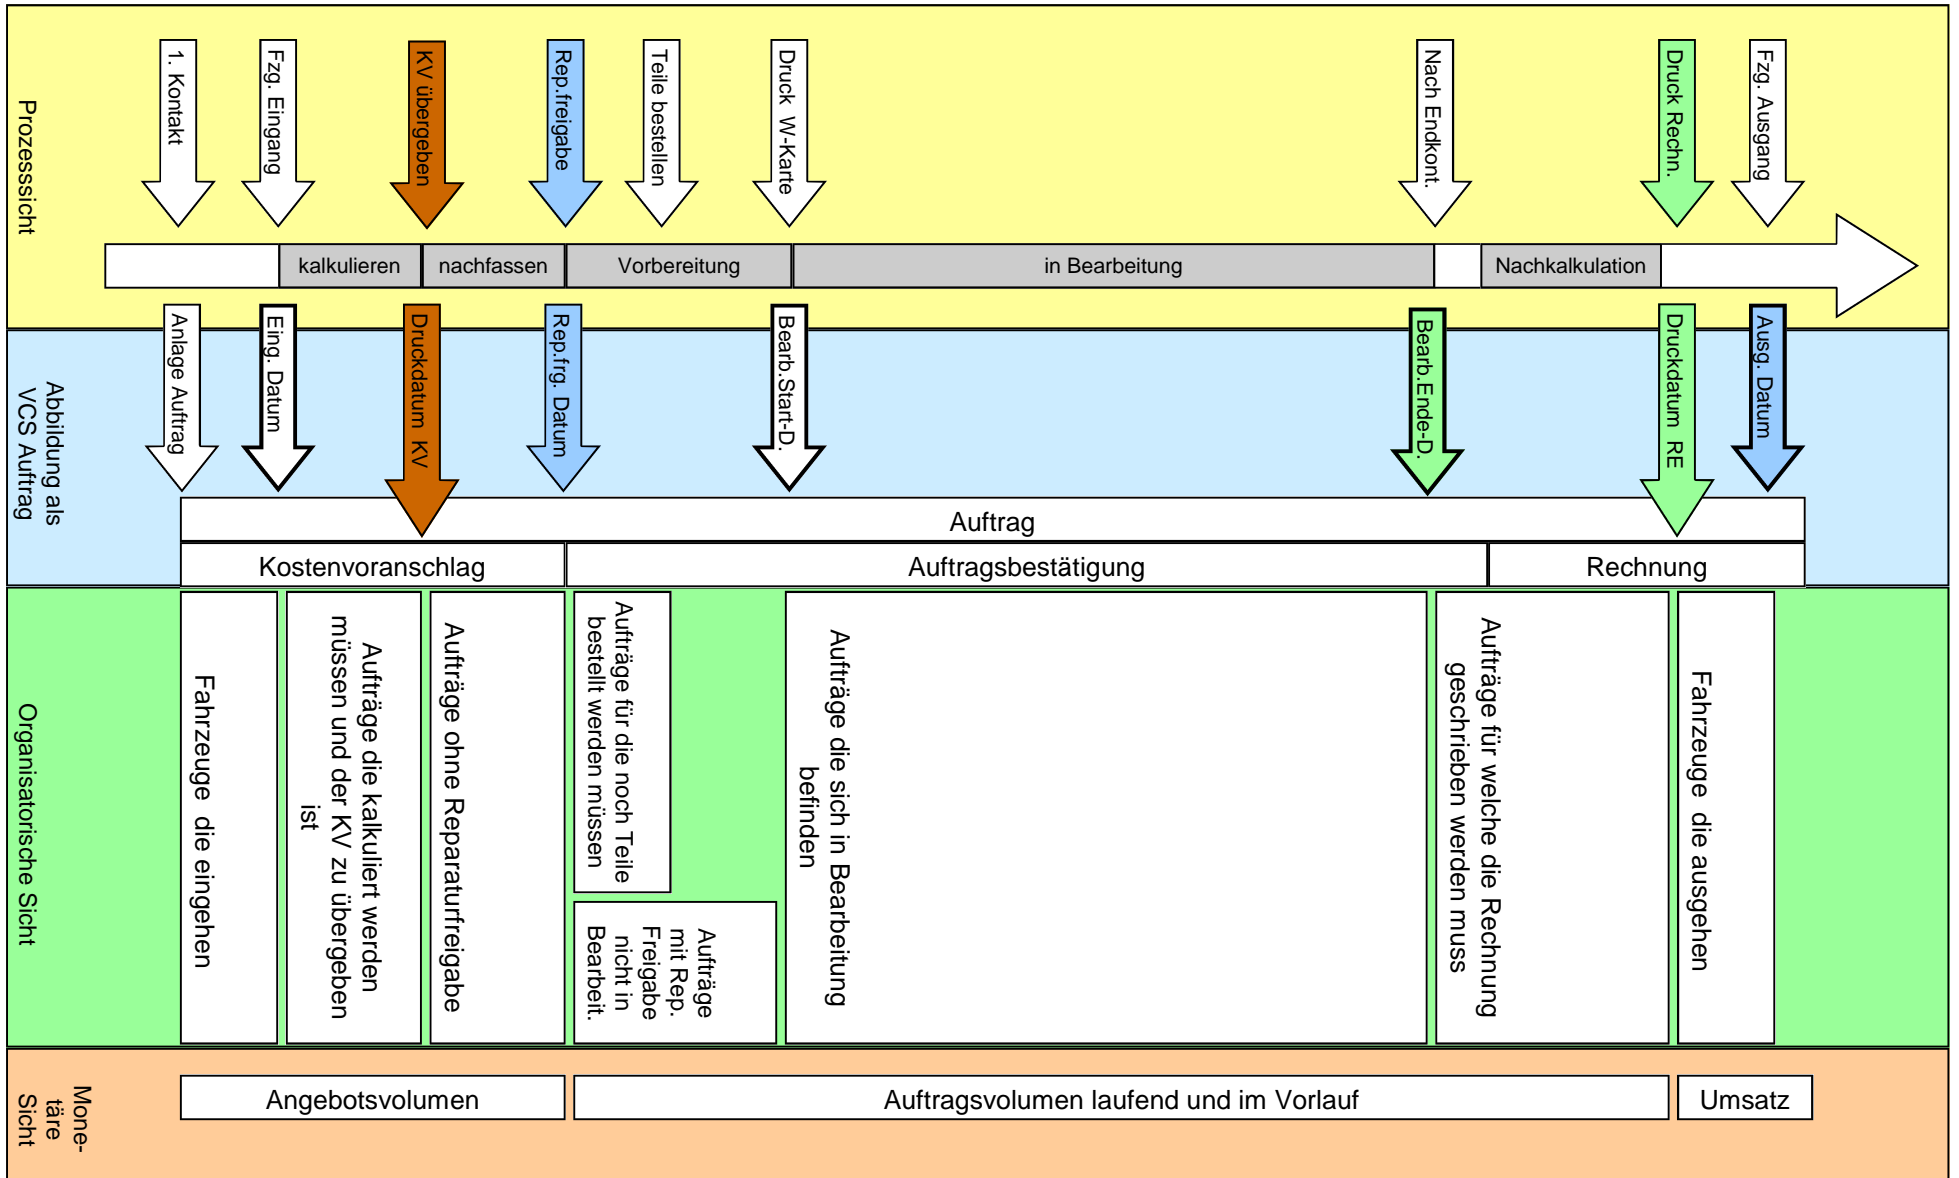 Prozesssicht
1. Kontakt
Fzg. Eingang
KV übergeben
Rep.freigabe
Teile bestellen
Druck W-Karte
Nach Endkont.
Druck Rechn.
Fzg. Ausgang
kalkulieren
nachfassen
Vorbereitung
in Bearbeitung
Nachkalkulation
Abbildung als
VCS Auftrag
Anlage Auftrag
Eing. Datum
Druckdatum KV
Rep.frg. Datum
Bearb.Start-D.
Bearb.Ende-D.
Druckdatum RE
Ausg. Datum
Auftrag
Kostenvoranschlag
Auftragsbestätigung
Rechnung
Organisatorische Sicht
Fahrzeuge die eingehen
Aufträge die kalkuliert werden
müssen und der KV zu übergeben
ist
Aufträge ohne Reparaturfreigabe
Aufträge für die noch Teile
bestellt werden müssen
Aufträge
mit Rep.
Freigabe
nicht in
Bearbeit.
Aufträge die sich in Bearbeitung
befinden
Aufträge für welche die Rechnung
geschrieben werden muss
Fahrzeuge die ausgehen
Mone-
täre
Sicht
Angebotsvolumen
Auftragsvolumen laufend und im Vorlauf
Umsatz